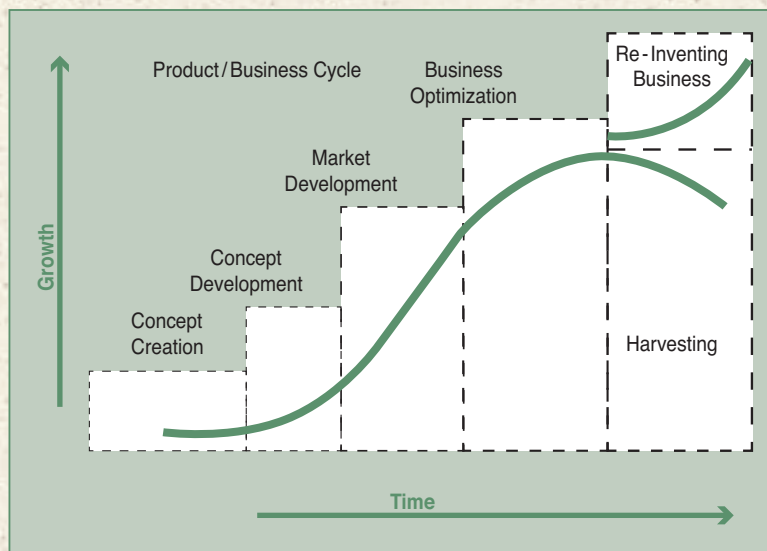 Product/Business Cycle
Business
Optimization
Re-Inventing
Business
Market
Development
Concept
Development
Concept
Creation
Harvesting
Growth
Time